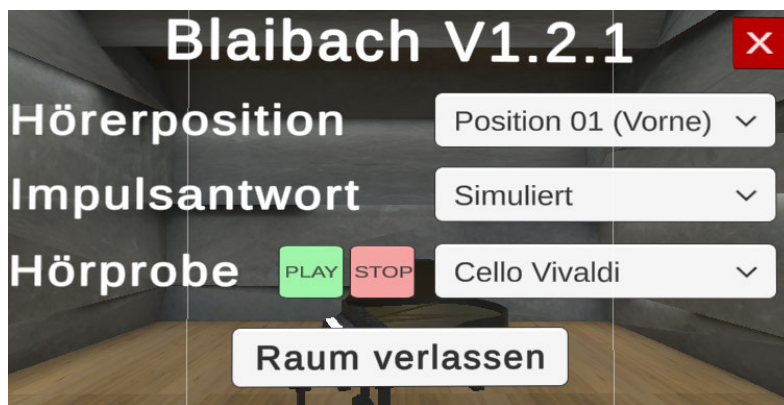 Blaibach V1.2.1 X
Hörerposition Position 01 (Vorne)
Impulsantwort Simuliert
Hörprobe PLAY STOP Cello Vivaldi
Raum verlassen